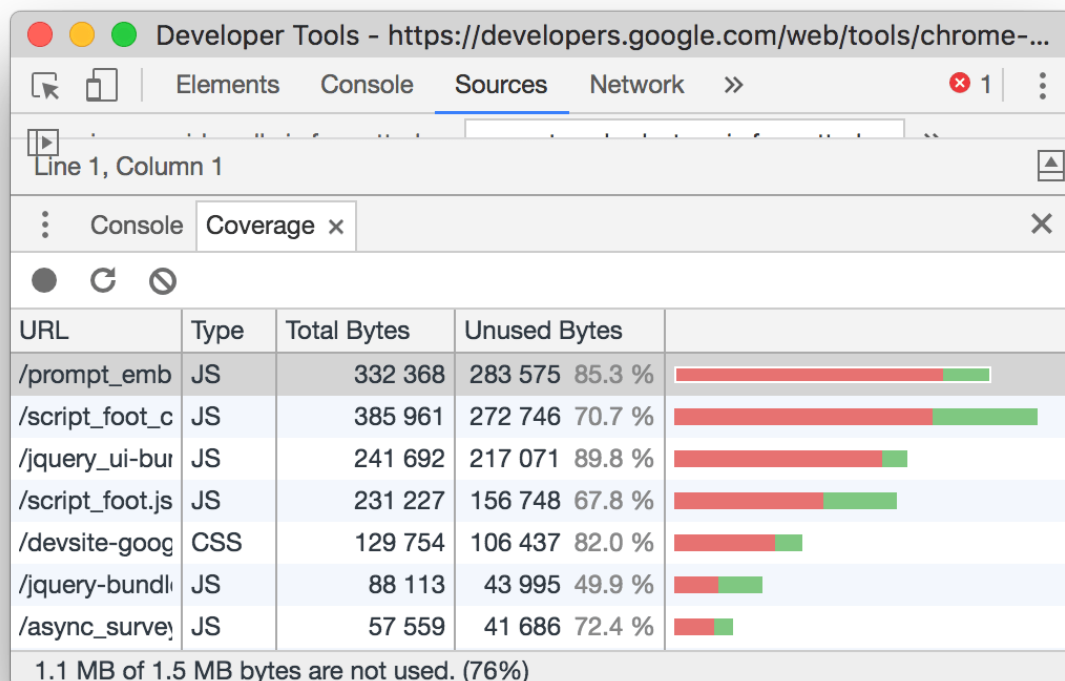 Developer Tools - https://developers.google.com/web/tools/chrome-...
Elements Console Sources Network » 1
Line 1, Column 1
Console Coverage ×
URL Type Total Bytes Unused Bytes
/prompt_emb JS 332 368 283 575 85.3 %
/script_foot_c JS 385 961 272 746 70.7 %
/jquery_ui-bun JS 241 692 217 071 89.8 %
/script_foot.js JS 231 227 156 748 67.8 %
/devsite-goog CSS 129 754 106 437 82.0 %
/jquery-bundle JS 88 113 43 995 49.9 %
/async_survey JS 57 559 41 686 72.4 %
1.1 MB of 1.5 MB bytes are not used. (76%)